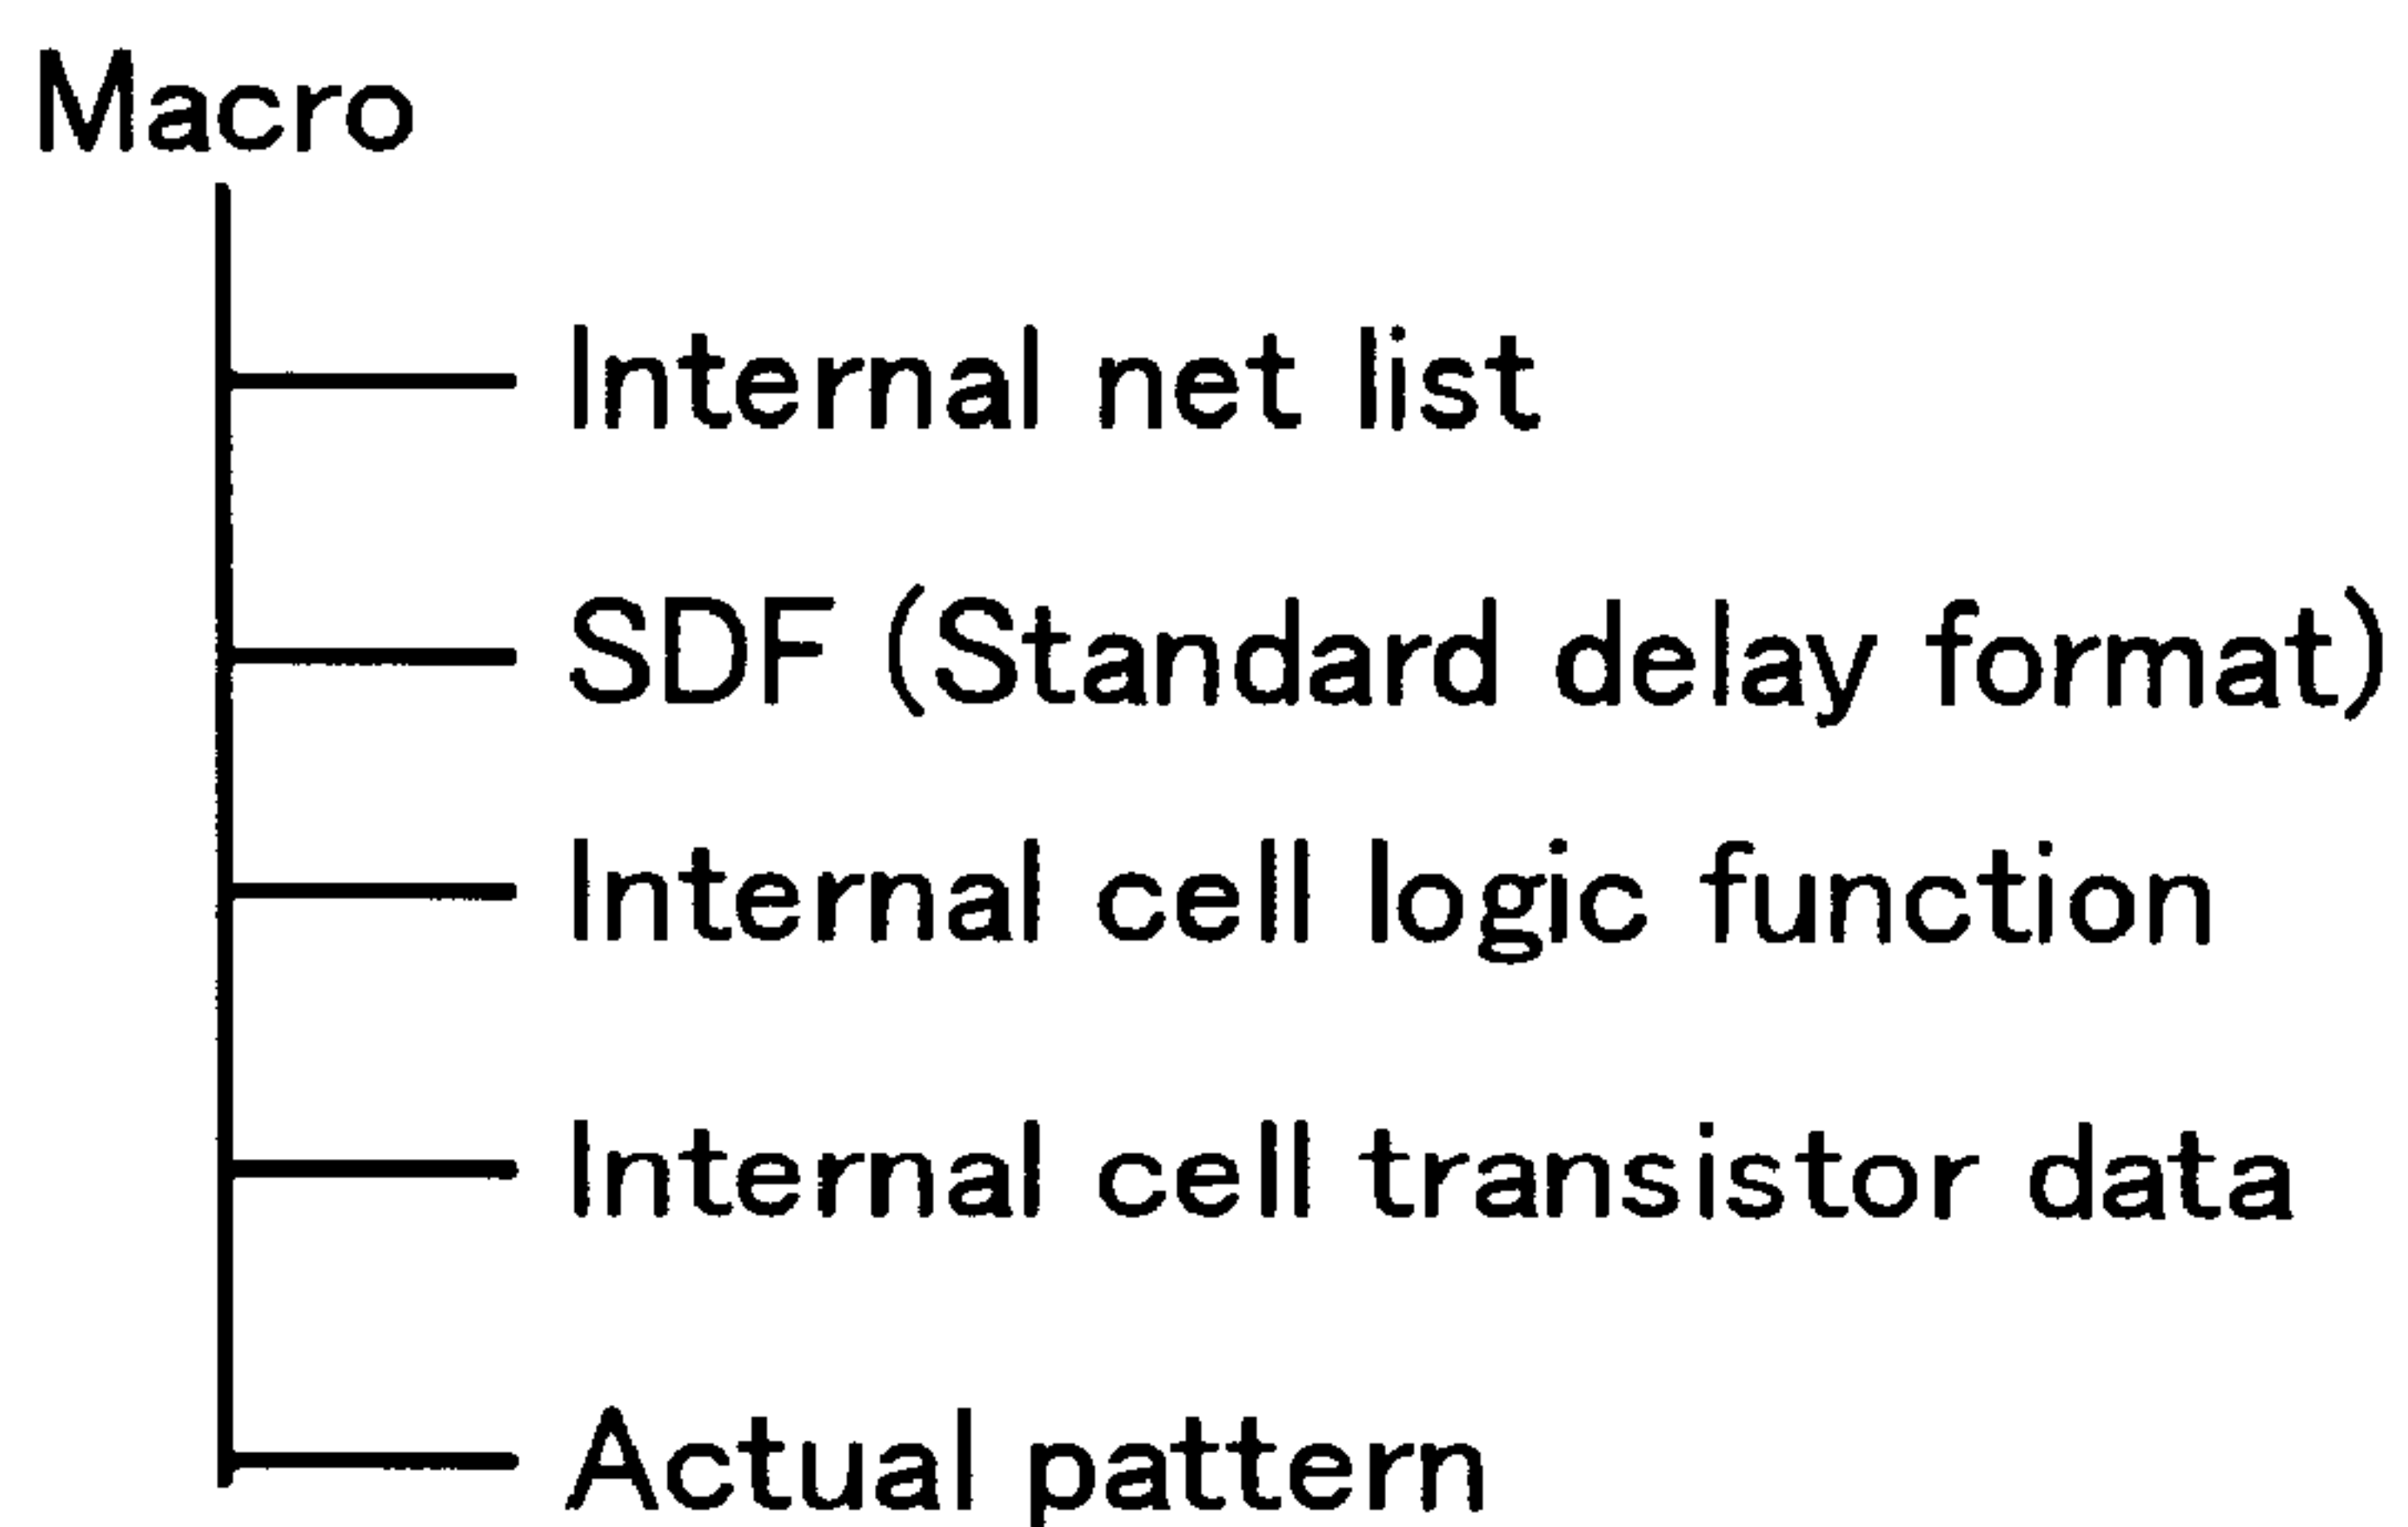 Macro
Internal net list
SDF (Standard delay format)
Internal cell logic function
Internal cell transistor data
Actual pattern